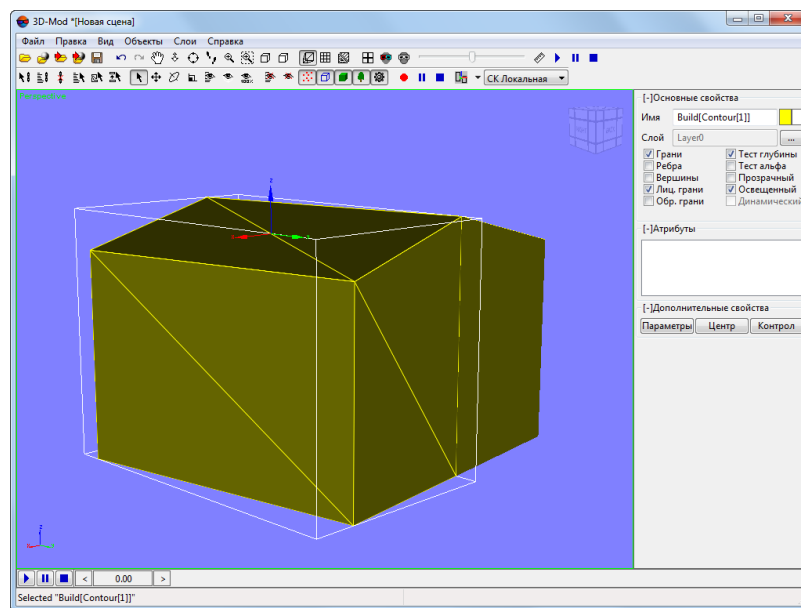 3D-Mod *[Новая сцена]
Файл Правка Вид Объекты Слои Справка
СК Локальная
[-]Основные свойства
Имя Build[Contour[1]]
Слой Layer0 ...
Грани Тест глубины
Ребра Тест альфа
Вершины Прозрачный
Лиц. грани Освещенный
Обр. грани Динамический
[-]Атрибуты
[-]Дополнительные свойства
Параметры Центр Контрол
< 0.00 >
Selected "Build[Contour[1]]"